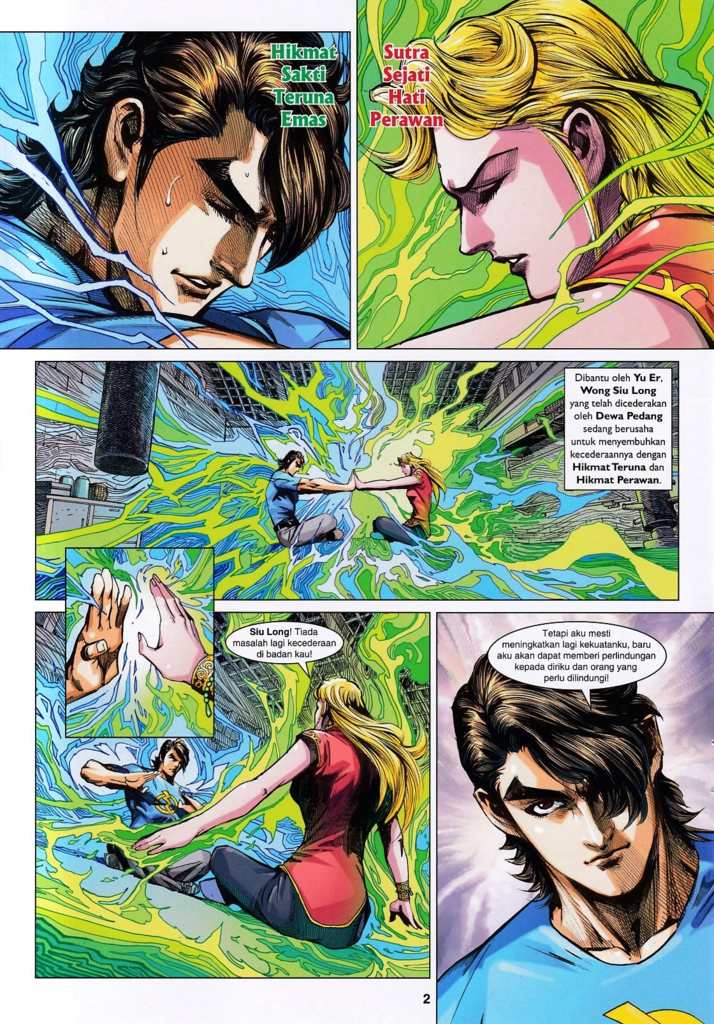 Hikmat
Sakti
Teruna
Emas
Sutra
Sejati
Hati
Perawan
Dibantu oleh Yu Er,
Wong Siu Long
yang telah dicederakan
oleh Dewa Pedang
sedang berusaha
untuk menyembuhkan
kecederaannya dengan
Hikmat Teruna dan
Hikmat Perawan.
Siu Long! Tiada
masalah lagi kecederaan
di badan kau!
Tetapi aku mesti
meningkatkan lagi kekuatanku, baru
aku akan dapat memberi perlindungan
kepada diriku dan orang yang
perlu dilindungi!
2